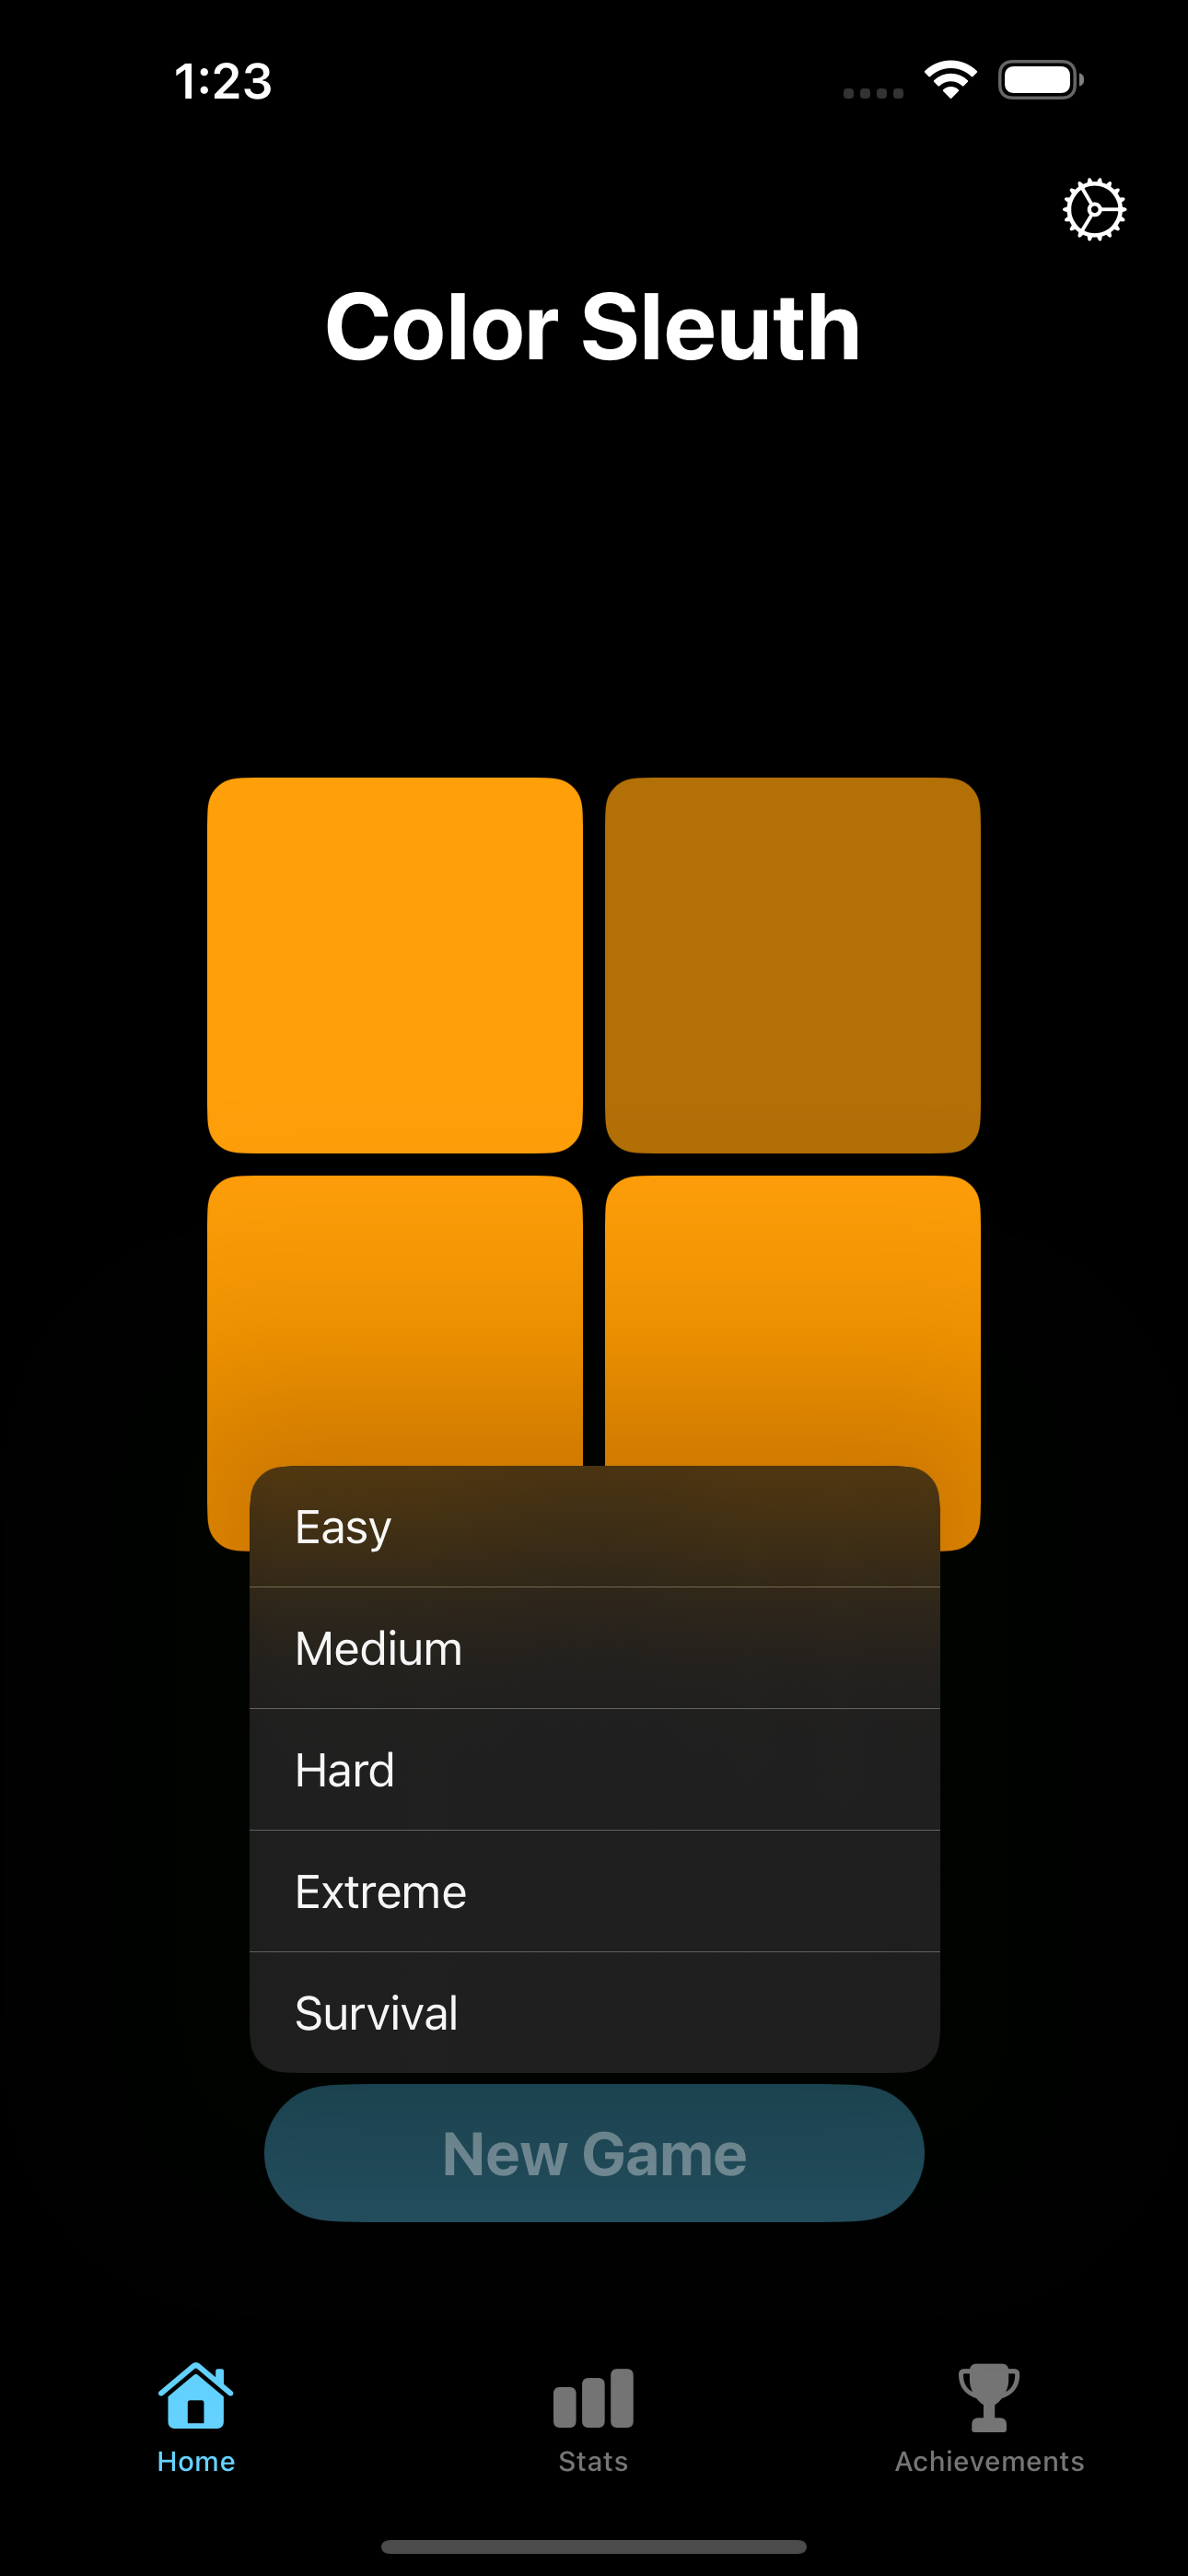 1:23
Color Sleuth
Easy
Medium
Hard
Extreme
Survival
New Game
Home
Stats
Achievements